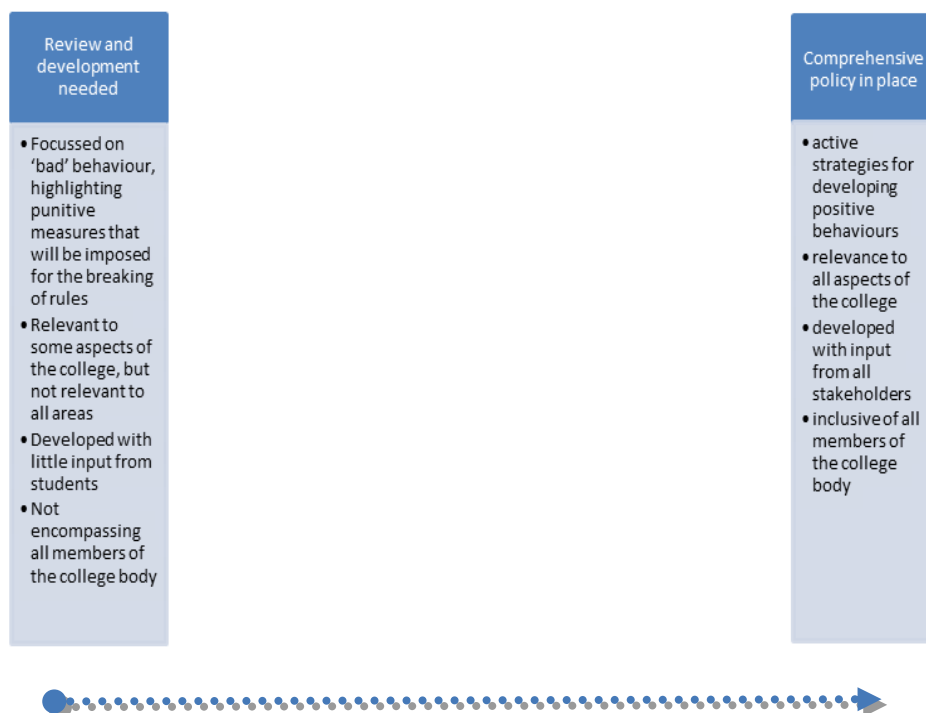 Review and
development
needed
• Focussed on
‘bad’ behaviour,
highlighting
punitive
measures that
will be imposed
for the breaking
of rules
• Relevant to
some aspects of
the college, but
not relevant to
all areas
• Developed with
little input from
students
• Not
encompassing
all members of
the college body
Comprehensive
policy in place
• active
strategies for
developing
positive
behaviours
• relevance to
all aspects of
the college
• developed
with input
from all
stakeholders
• inclusive of all
members of
the college
body